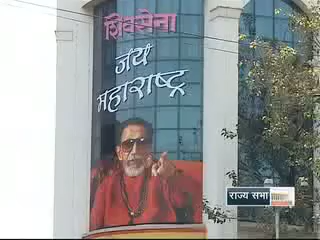 शिवसेना
जय
महाराष्ट्र
राज्य सभा